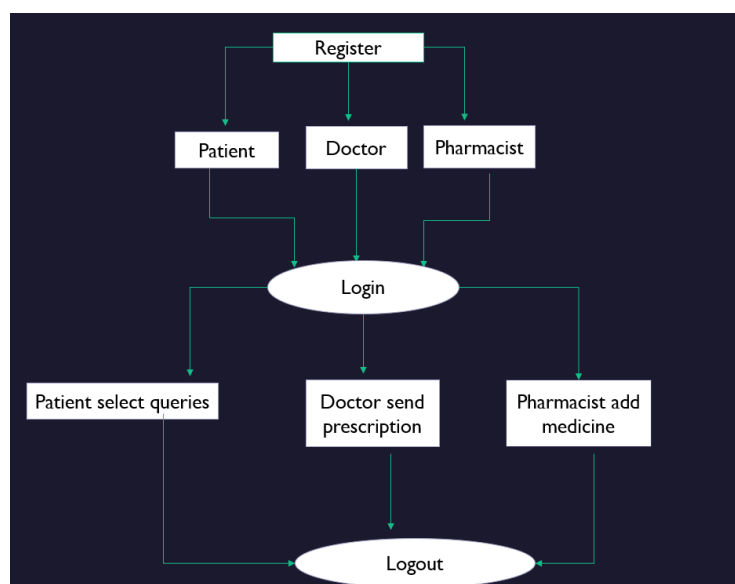 Register
Patient
Doctor
Pharmacist
Login
Patient select queries
Doctor send
prescription
Pharmacist add
medicine
Logout